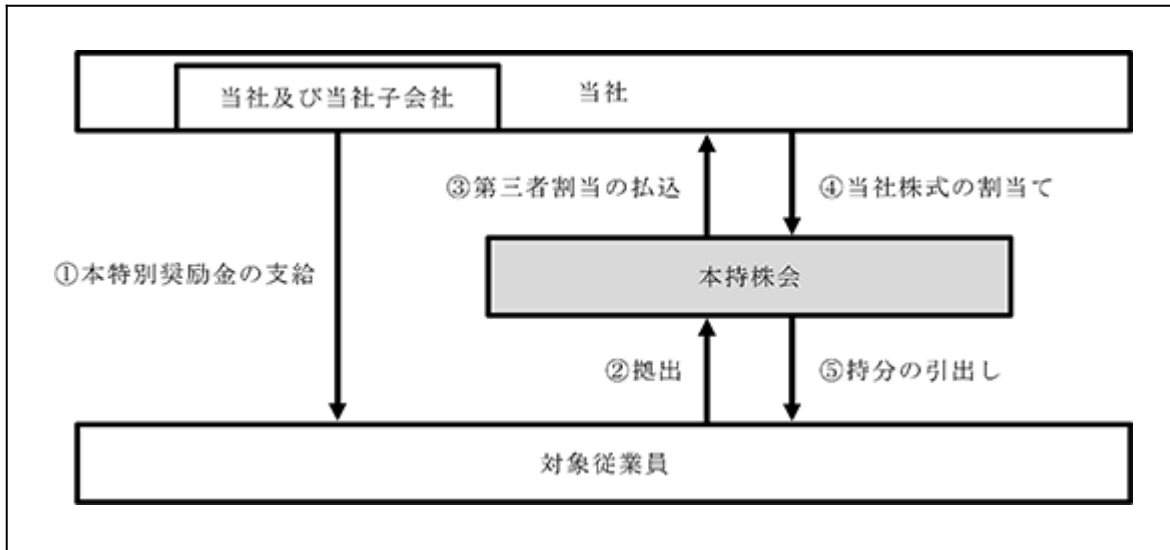 当社及び当社子会社
当社
③第三者割当の払込
④当社株式の割当て
①本特別奨励金の支給
本持株会
②拠出
⑤持分の引出し
対象従業員